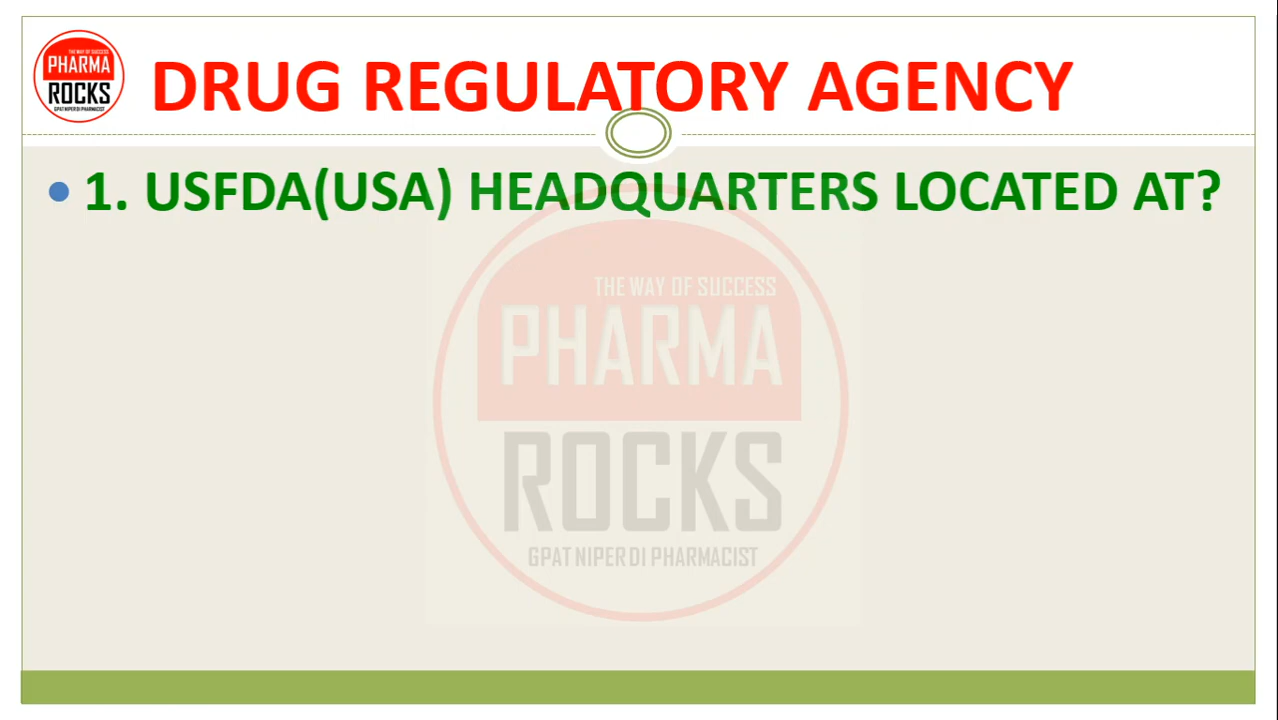 THE WAY OF SUCCESS
PHARMA
ROCKS
GPAT NIPER DI PHARMACIST
DRUG REGULATORY AGENCY
• 1. USFDA(USA) HEADQUARTERS LOCATED AT?
THE WAY OF SUCCESS
PHARMA
ROCKS
GPAT NIPER DI PHARMACIST